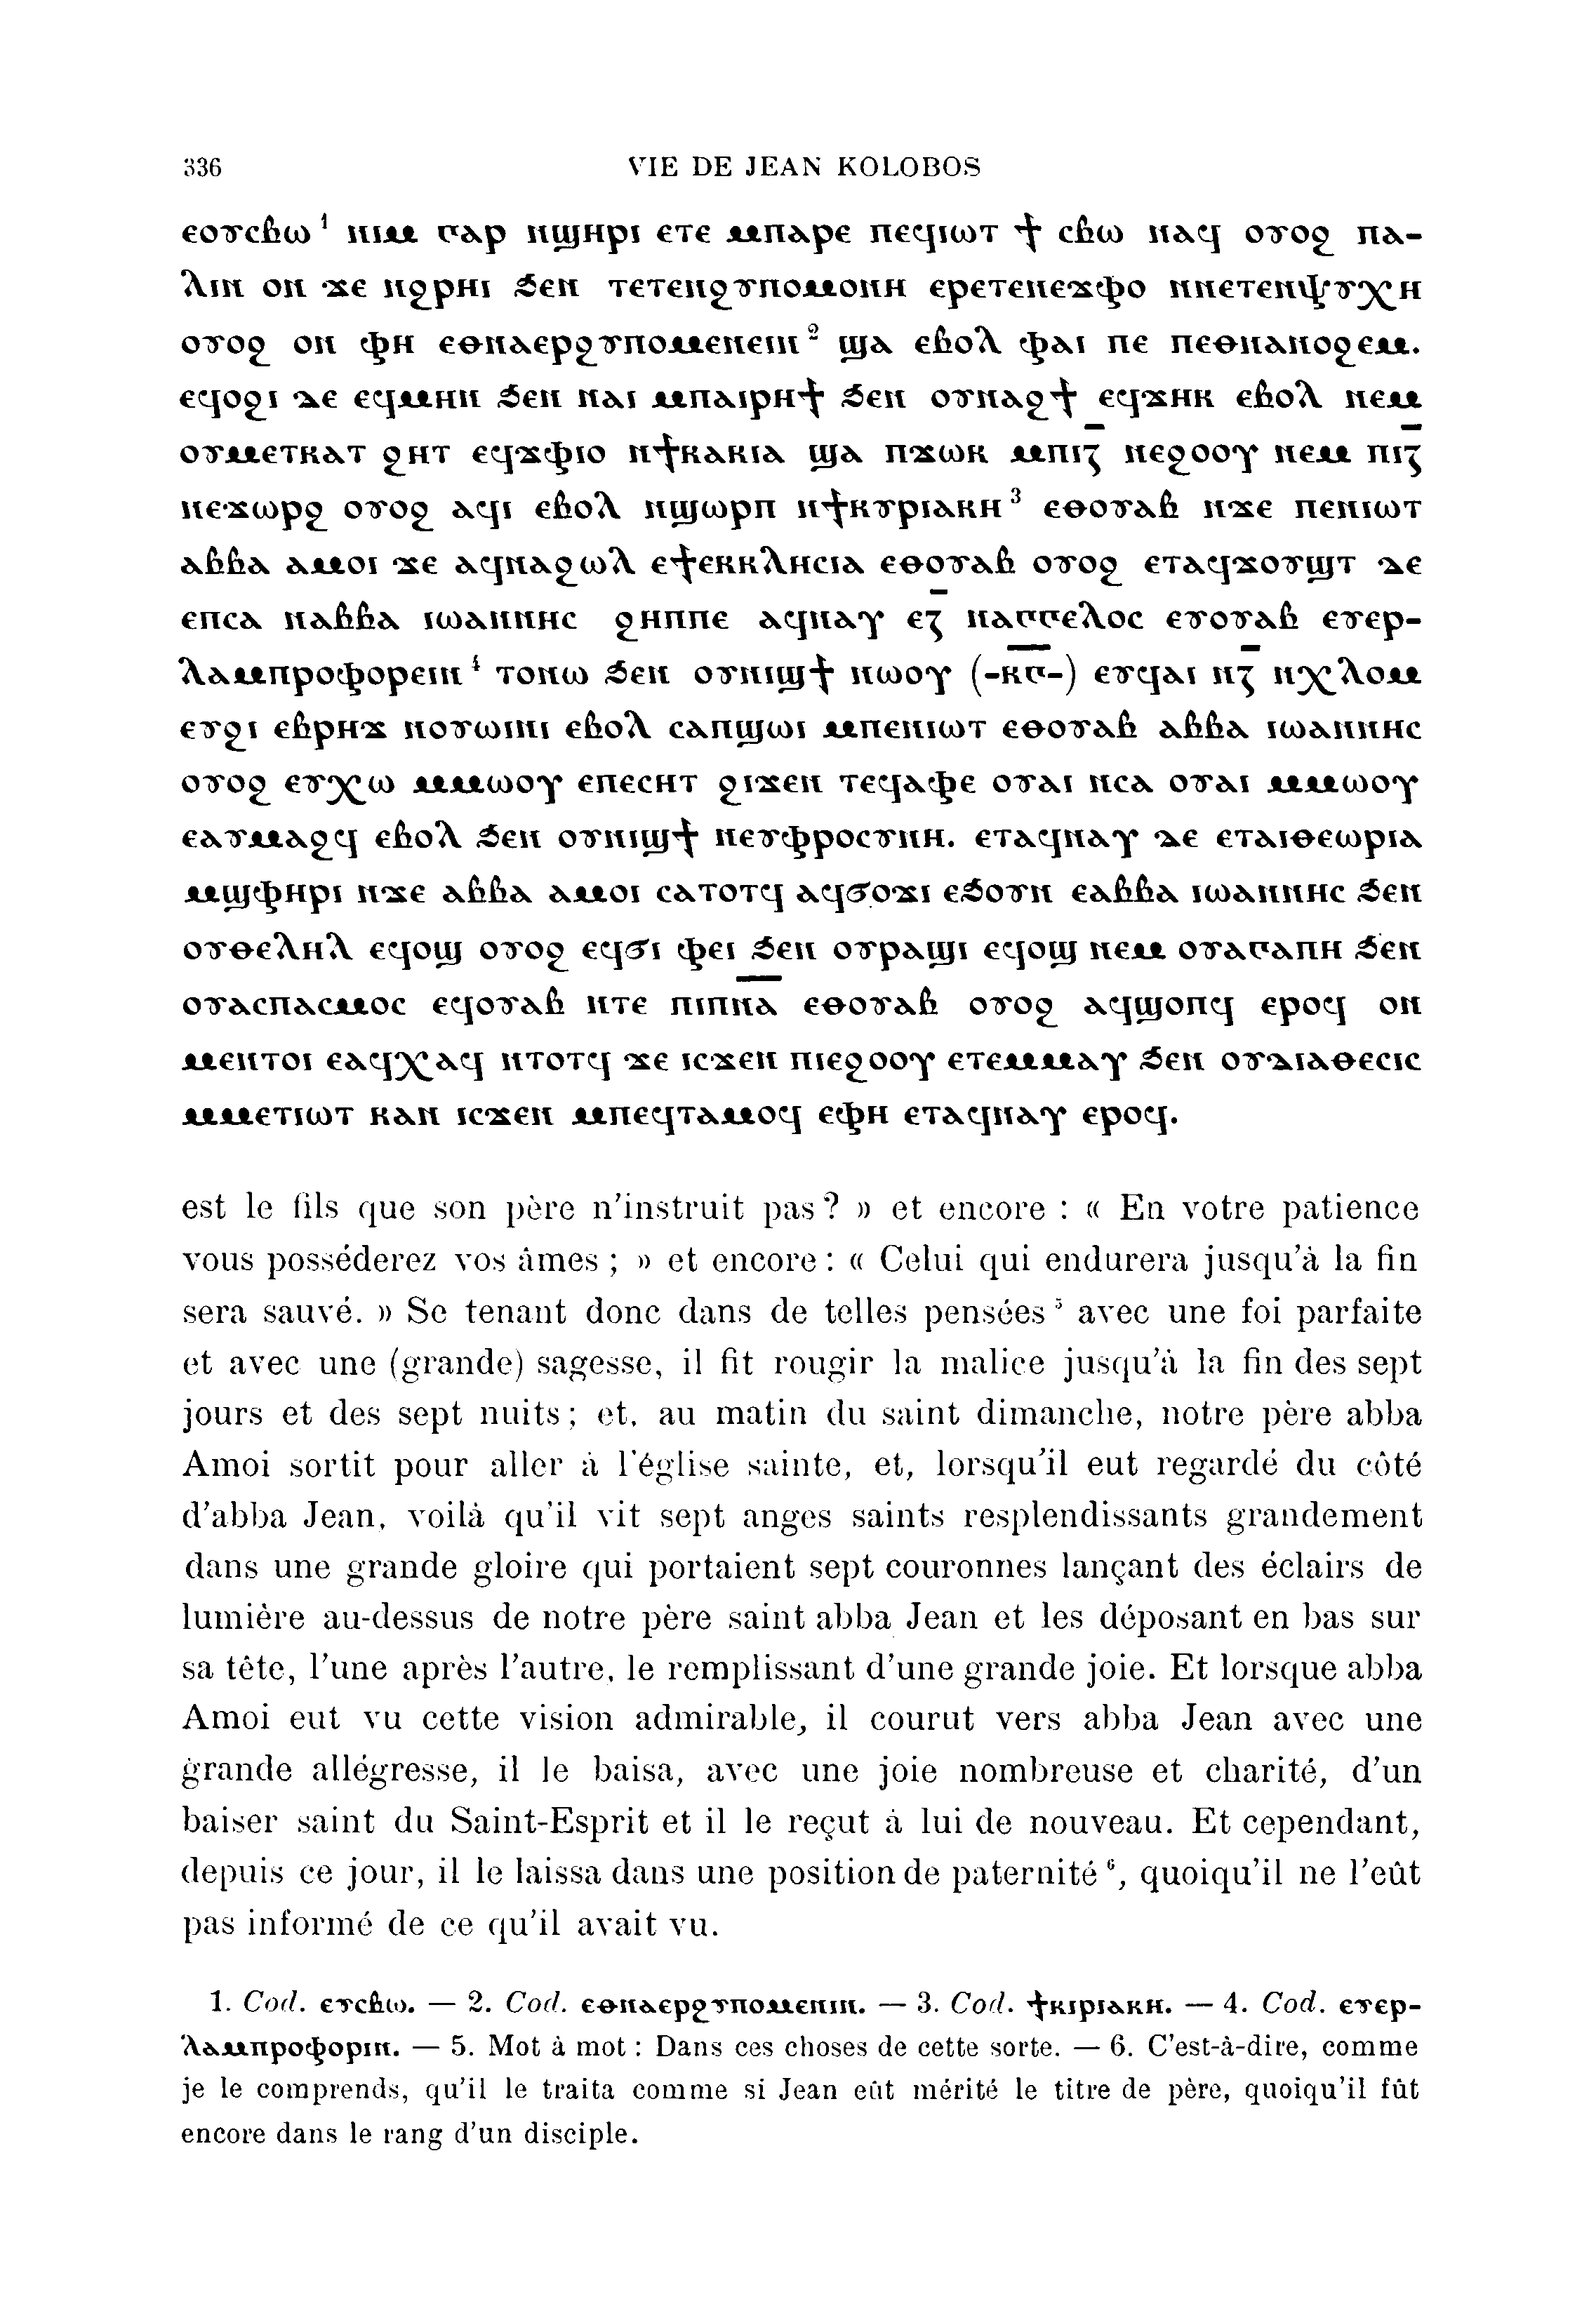 336 VIE DE JEAN KOLOBOS
ⲉⲟⲩⲥⲃⲱ¹ ⲛⲓⲙ ⲅⲁⲣ ⲛϣⲏⲣⲓ ⲉⲧⲉ ⲙⲡⲁⲣⲉ ⲡⲉϥⲓⲱⲧ ϯ ⲥⲃⲱ ⲛⲁϥ ⲟⲩⲟϩ ⲡⲁ-
ⲗⲓⲛ ⲟⲛ ϫⲉ ⲛϩⲣⲏⲓ ϧⲉⲛ ⲧⲉⲧⲉⲛϩⲩⲡⲟⲙⲟⲛⲏ ⲉⲣⲉⲧⲉⲛⲉϫⲫⲟ ⲛⲛⲉⲧⲉⲛⲯⲩⲭⲏ
ⲟⲩⲟϩ ⲟⲛ ⲫⲏ ⲉⲑⲛⲁⲉⲣϩⲩⲡⲟⲙⲉⲛⲉⲓⲛ² ϣⲁ ⲉⲃⲟⲗ ⲫⲁⲓ ⲡⲉ ⲡⲉⲑⲛⲁⲛⲟϩⲉⲙ.
ⲉϥⲟϩⲓ ⲇⲉ ⲉϥⲙⲏⲛ ϧⲉⲛ ⲛⲁⲓ ⲙⲡⲁⲓⲣⲏϯ ϧⲉⲛ ⲟⲩⲛⲁϩϯ ⲉϥϫⲏⲕ ⲉⲃⲟⲗ ⲛⲉⲙ
ⲟⲩⲙⲉⲧⲕⲁⲧ ϩⲏⲧ ⲉϥϫⲫⲓⲟ ⲛϯⲕⲁⲕⲓⲁ ϣⲁ ⲡϫⲱⲕ ⲙⲡⲓⲍ̅ ⲛⲉϩⲟⲟⲩ ⲛⲉⲙ ⲡⲓⲍ̅
ⲛⲉϫⲱⲣϩ ⲟⲩⲟϩ ⲁϥⲓ ⲉⲃⲟⲗ ⲛϣⲱⲣⲡ ⲛϯⲕⲩⲣⲓⲁⲕⲏ³ ⲉⲑⲟⲩⲁⲃ ⲛϫⲉ ⲡⲉⲛⲓⲱⲧ
ⲁⲃⲃⲁ ⲁⲙⲟⲓ ϫⲉ ⲁϥⲛⲁϩⲱⲗ ⲉϯⲉⲕⲕⲗⲏⲥⲓⲁ ⲉⲑⲟⲩⲁⲃ ⲟⲩⲟϩ ⲉⲧⲁϥϫⲟⲩϣⲧ ⲇⲉ
ⲉⲡⲥⲁ ⲛⲁⲃⲃⲁ ⲓⲱⲁⲛⲛⲏⲥ ϩⲏⲡⲡⲉ ⲁϥⲛⲁⲩ ⲉⲍ̅ ⲛⲁⲅⲅⲉⲗⲟⲥ ⲉⲩⲟⲩⲁⲃ ⲉⲩⲉⲣ-
ⲗⲁⲙⲡⲣⲟⲫⲟⲣⲉⲓⲛ⁴ ⲧⲟⲛⲱ ϧⲉⲛ ⲟⲩⲛⲓϣϯ ⲛⲱⲟⲩ (-ⲕ̅ⲅ̅-) ⲉⲩϥⲁⲓ ⲛⲍ̅ ⲛⲭⲗⲟⲙ
ⲉⲩϩⲓ ⲉⲃⲣⲏϫ ⲛⲟⲩⲱⲓⲛⲓ ⲉⲃⲟⲗ ⲥⲁⲡϣⲱⲓ ⲙⲡⲉⲛⲓⲱⲧ ⲉⲑⲟⲩⲁⲃ ⲁⲃⲃⲁ ⲓⲱⲁⲛⲛⲏⲥ
ⲟⲩⲟϩ ⲉⲩⲭⲱ ⲙⲙⲱⲟⲩ ⲉⲡⲉⲥⲏⲧ ϩⲓϫⲉⲛ ⲧⲉϥⲁⲫⲉ ⲟⲩⲁⲓ ⲛⲥⲁ ⲟⲩⲁⲓ ⲙⲙⲱⲟⲩ
ⲉⲁⲩⲙⲁϩϥ ⲉⲃⲟⲗ ϧⲉⲛ ⲟⲩⲛⲓϣϯ ⲛⲉⲩⲫⲣⲟⲥⲩⲛⲏ. ⲉⲧⲁϥⲛⲁⲩ ⲇⲉ ⲉⲧⲁⲓⲑⲉⲱⲣⲓⲁ
ⲙϣⲫⲏⲣⲓ ⲛϫⲉ ⲁⲃⲃⲁ ⲁⲙⲟⲓ ⲥⲁⲧⲟⲧϥ ⲁϥϭⲟϫⲓ ⲉϧⲟⲩⲛ ⲉⲁⲃⲃⲁ ⲓⲱⲁⲛⲛⲏⲥ ϧⲉⲛ
ⲟⲩⲑⲉⲗⲏⲗ ⲉϥⲟϣ ⲟⲩⲟϩ ⲉϥϭⲓ ⲫⲉⲓ ϧⲉⲛ ⲟⲩⲣⲁϣⲓ ⲉϥⲟϣ ⲛⲉⲙ ⲟⲩⲁⲅⲁⲡⲏ ϧⲉⲛ
ⲟⲩⲁⲥⲡⲁⲥⲙⲟⲥ ⲉϥⲟⲩⲁⲃ ⲛⲧⲉ ⲡⲓⲡ̅ⲛ̅ⲁ̅ ⲉⲑⲟⲩⲁⲃ ⲟⲩⲟϩ ⲁϥϣⲟⲡϥ ⲉⲣⲟϥ ⲟⲛ
ⲙⲉⲛⲧⲟⲓ ⲉⲁϥⲭⲁϥ ⲛⲧⲟⲧϥ ϫⲉ ⲓⲥϫⲉⲛ ⲡⲓⲉϩⲟⲟⲩ ⲉⲧⲉⲙⲙⲁⲩ ϧⲉⲛ ⲟⲩⲇⲓⲁⲑⲉⲥⲓⲥ
ⲙⲙⲉⲧⲓⲱⲧ ⲕⲁⲛ ⲓⲥϫⲉⲛ ⲙⲡⲉϥⲧⲁⲙⲟϥ ⲉⲫⲏ ⲉⲧⲁϥⲛⲁⲩ ⲉⲣⲟϥ.
est le fils que son père n'instruit pas? » et encore : « En votre patience
vous posséderez vos âmes ; » et encore : « Celui qui endurera jusqu'à la fin
sera sauvé. » Se tenant donc dans de telles pensées⁵ avec une foi parfaite
et avec une (grande) sagesse, il fit rougir la malice jusqu'à la fin des sept
jours et des sept nuits; et, au matin du saint dimanche, notre père abba
Amoi sortit pour aller à l'église sainte, et, lorsqu'il eut regardé du côté
d'abba Jean, voilà qu'il vit sept anges saints resplendissants grandement
dans une grande gloire qui portaient sept couronnes lançant des éclairs de
lumière au-dessus de notre père saint abba Jean et les déposant en bas sur
sa tête, l'une après l'autre, le remplissant d'une grande joie. Et lorsque abba
Amoi eut vu cette vision admirable, il courut vers abba Jean avec une
grande allégresse, il le baisa, avec une joie nombreuse et charité, d'un
baiser saint du Saint-Esprit et il le reçut à lui de nouveau. Et cependant,
depuis ce jour, il le laissa dans une position de paternité⁶, quoiqu'il ne l'eût
pas informé de ce qu'il avait vu.
1. Cod. ⲉⲩⲥⲃⲱ. — 2. Cod. ⲉⲑⲛⲁⲉⲣϩⲩⲡⲟⲙⲉⲛⲓⲛ. — 3. Cod. ϯⲕⲓⲣⲓⲁⲕⲏ. — 4. Cod. ⲉⲩⲉⲣ-
ⲗⲁⲙⲡⲣⲟⲫⲟⲣⲓⲛ. — 5. Mot à mot : Dans ces choses de cette sorte. — 6. C'est-à-dire, comme
je le comprends, qu'il le traita comme si Jean eût mérité le titre de père, quoiqu'il fût
encore dans le rang d'un disciple.